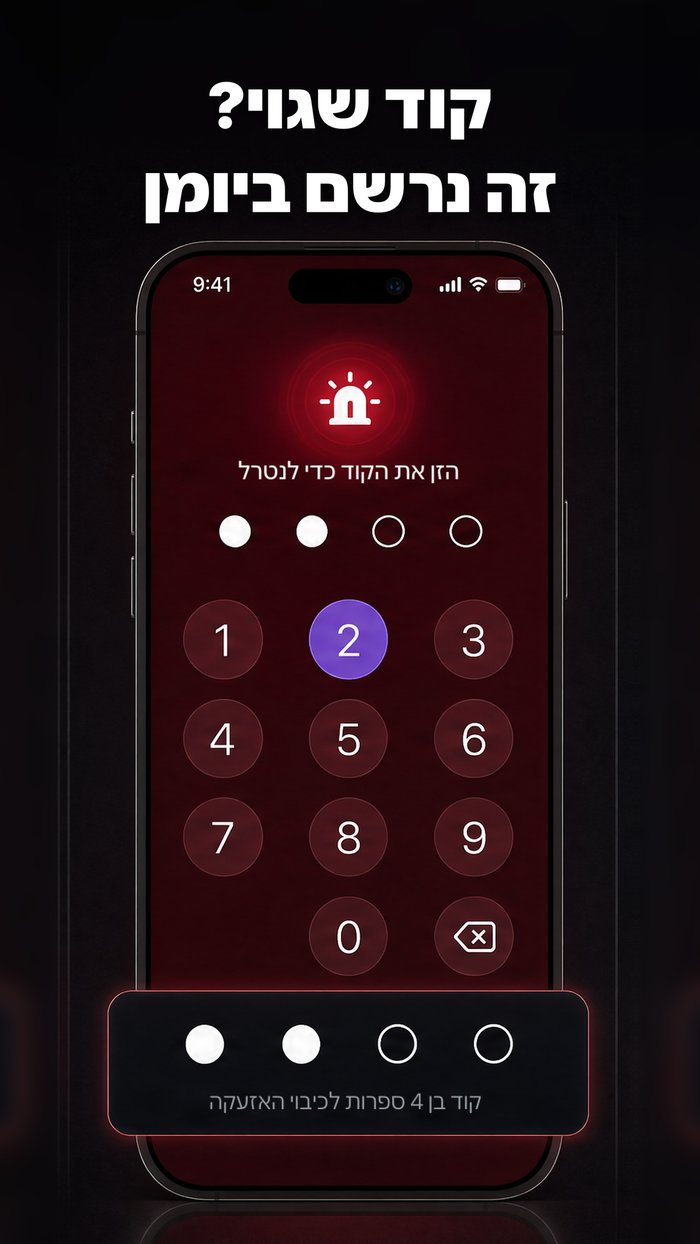 קוד שגוי?
זה נרשם ביומן
9:41
הזן את הקוד כדי לנטרל
1 2 3
4 5 6
7 8 9
0
קוד בן 4 ספרות לכיבוי האזעקה